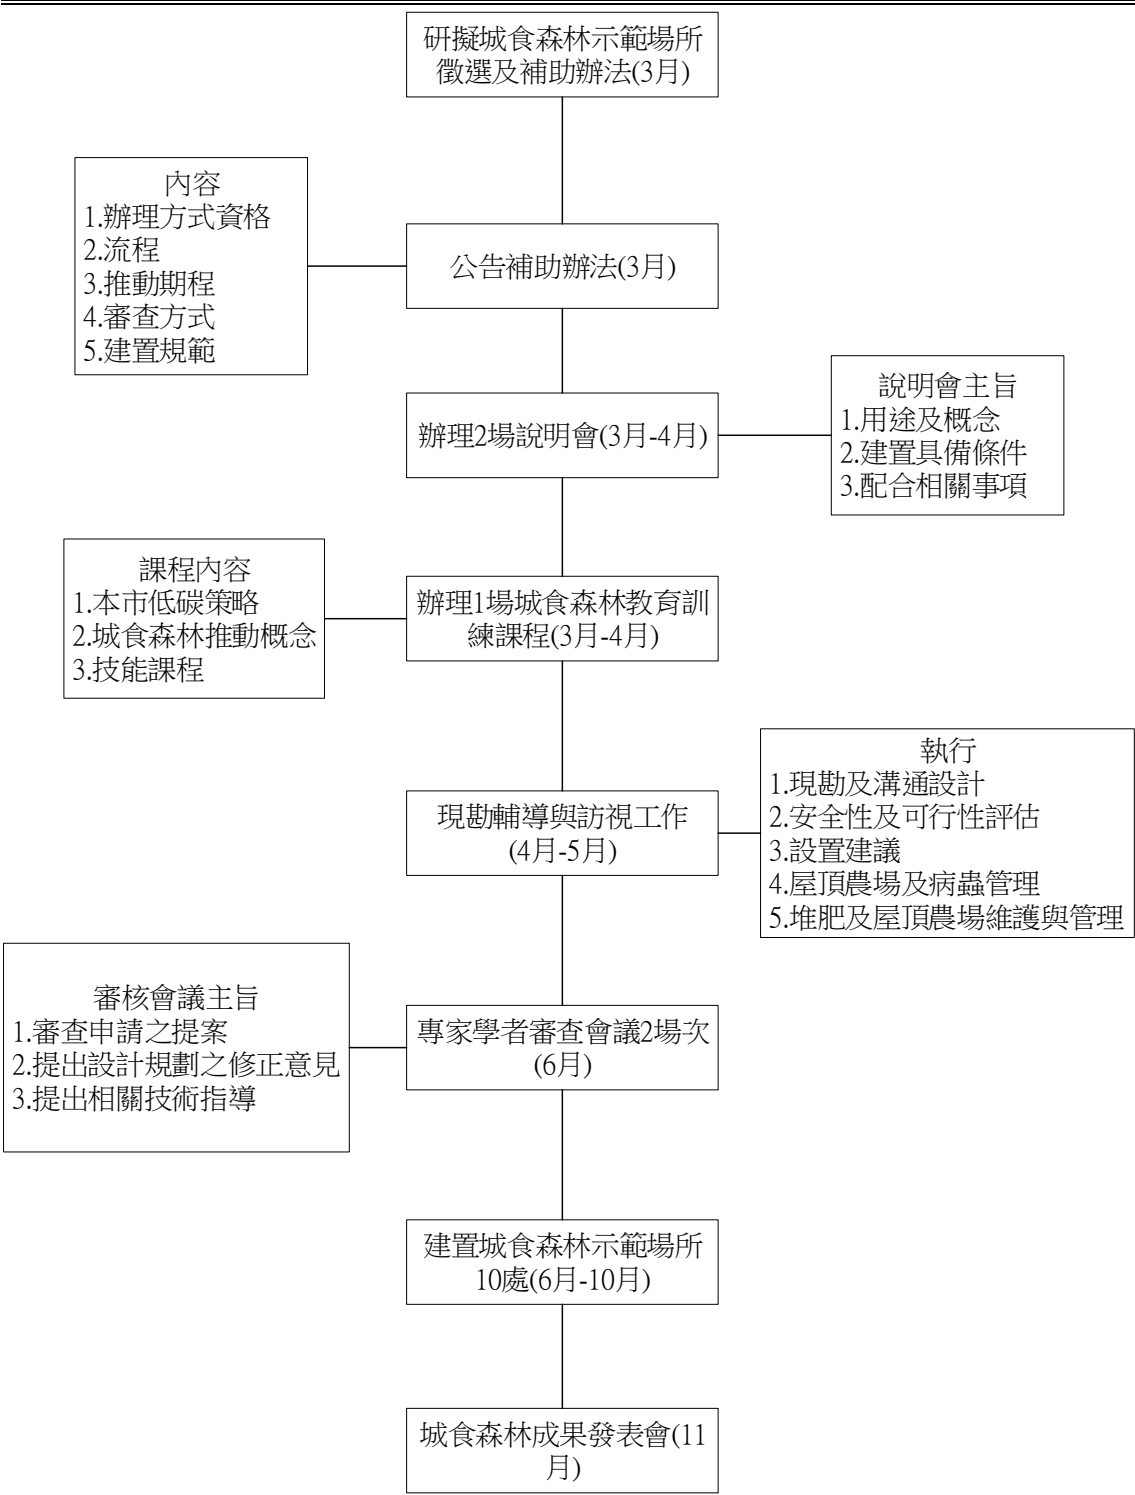 研擬城食森林示範場所
徵選及補助辦法(3月)
內容
1.辦理方式資格
2.流程
3.推動期程
4.審查方式
5.建置規範
公告補助辦法(3月)
辦理2場說明會(3月-4月)
說明會主旨
1.用途及概念
2.建置具備條件
3.配合相關事項
課程內容
1.本市低碳策略
2.城食森林推動概念
3.技能課程
辦理1場城食森林教育訓
練課程(3月-4月)
現勘輔導與訪視工作
(4月-5月)
執行
1.現勘及溝通設計
2.安全性及可行性評估
3.設置建議
4.屋頂農場及病蟲管理
5.堆肥及屋頂農場維護與管理
審核會議主旨
1.審查申請之提案
2.提出設計規劃之修正意見
3.提出相關技術指導
專家學者審查會議2場次
(6月)
建置城食森林示範場所
10處(6月-10月)
城食森林成果發表會(11
月)